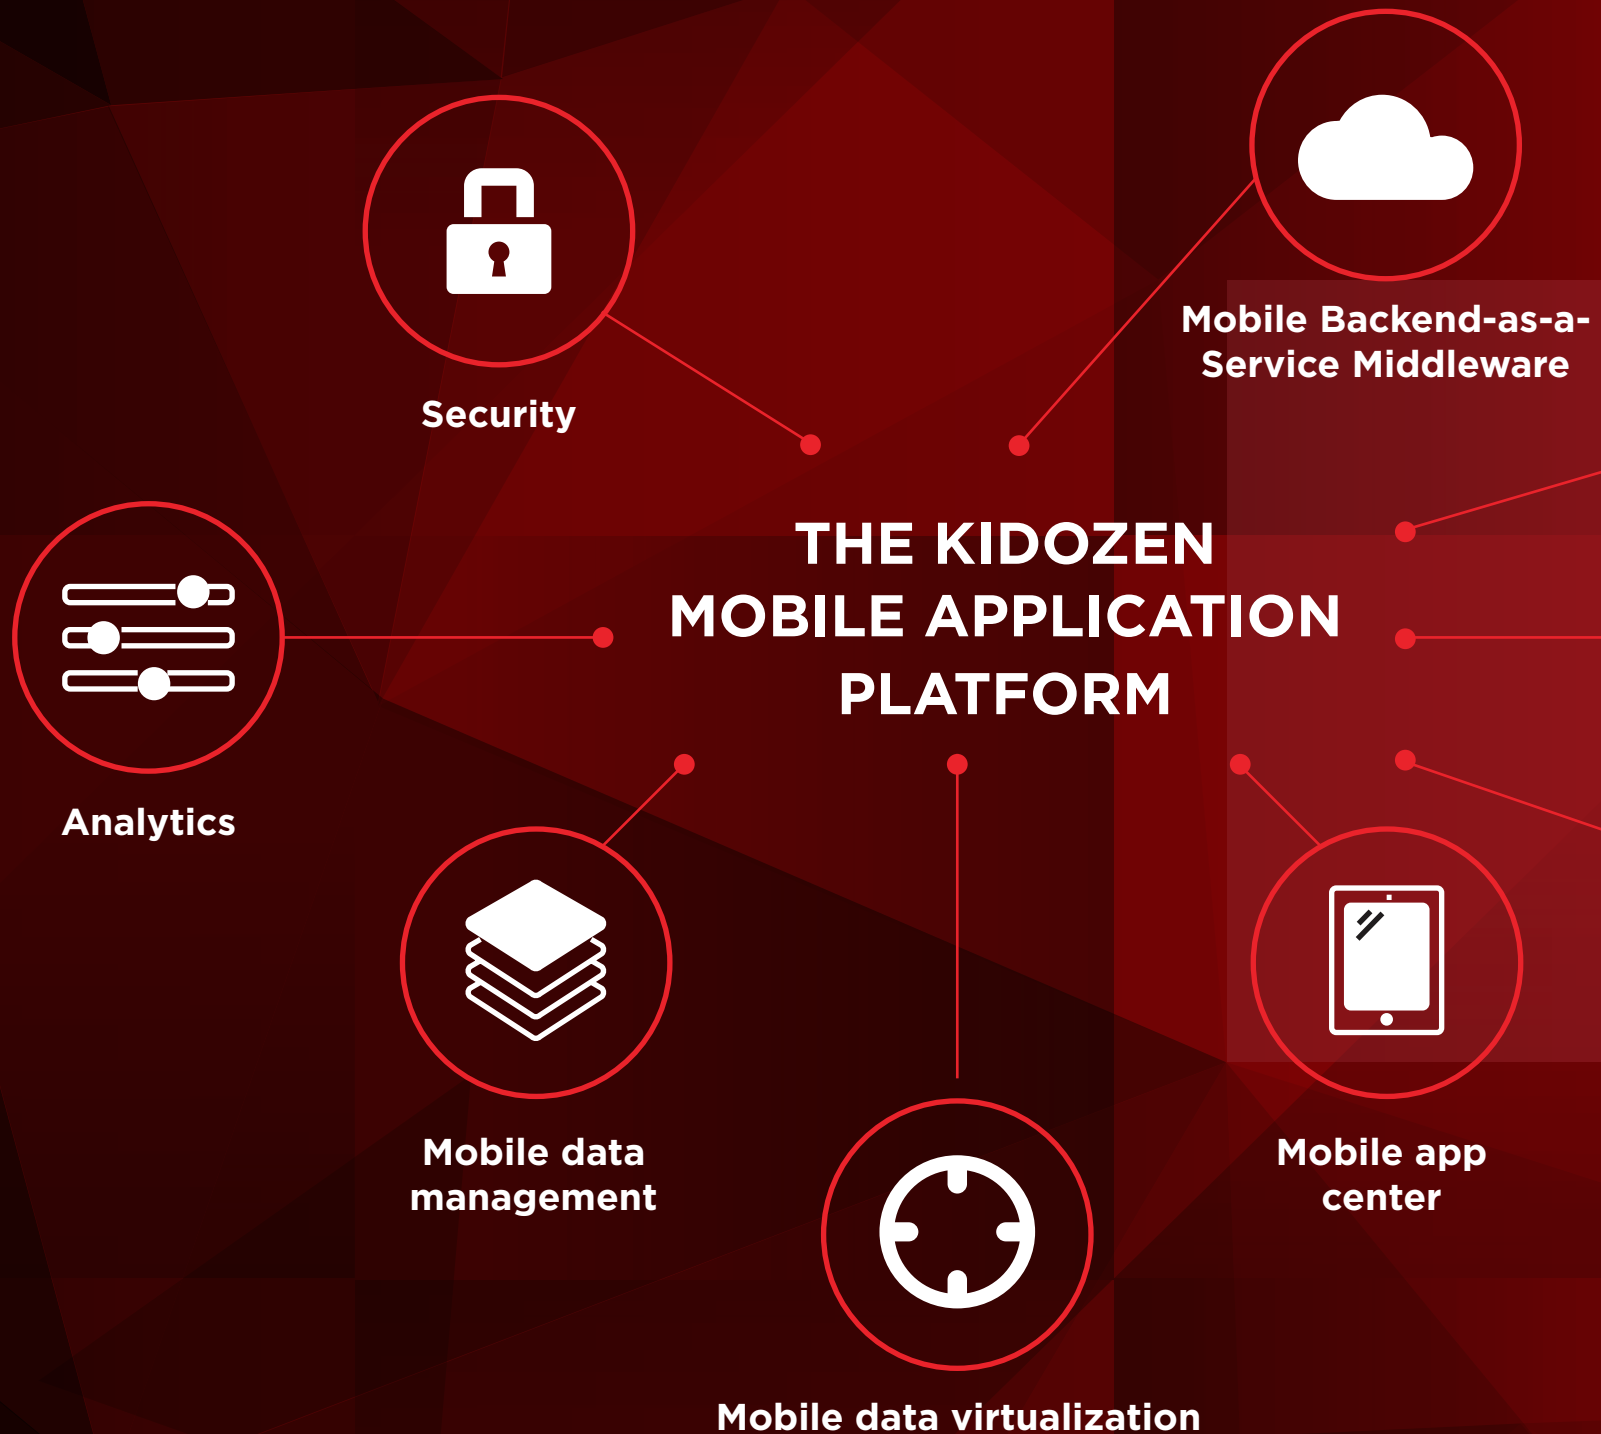 Mobile Backend-as-a-
Service Middleware
Security
THE KIDOZEN
MOBILE APPLICATION
PLATFORM
Analytics
Mobile data
management
Mobile app
center
Mobile data virtualization